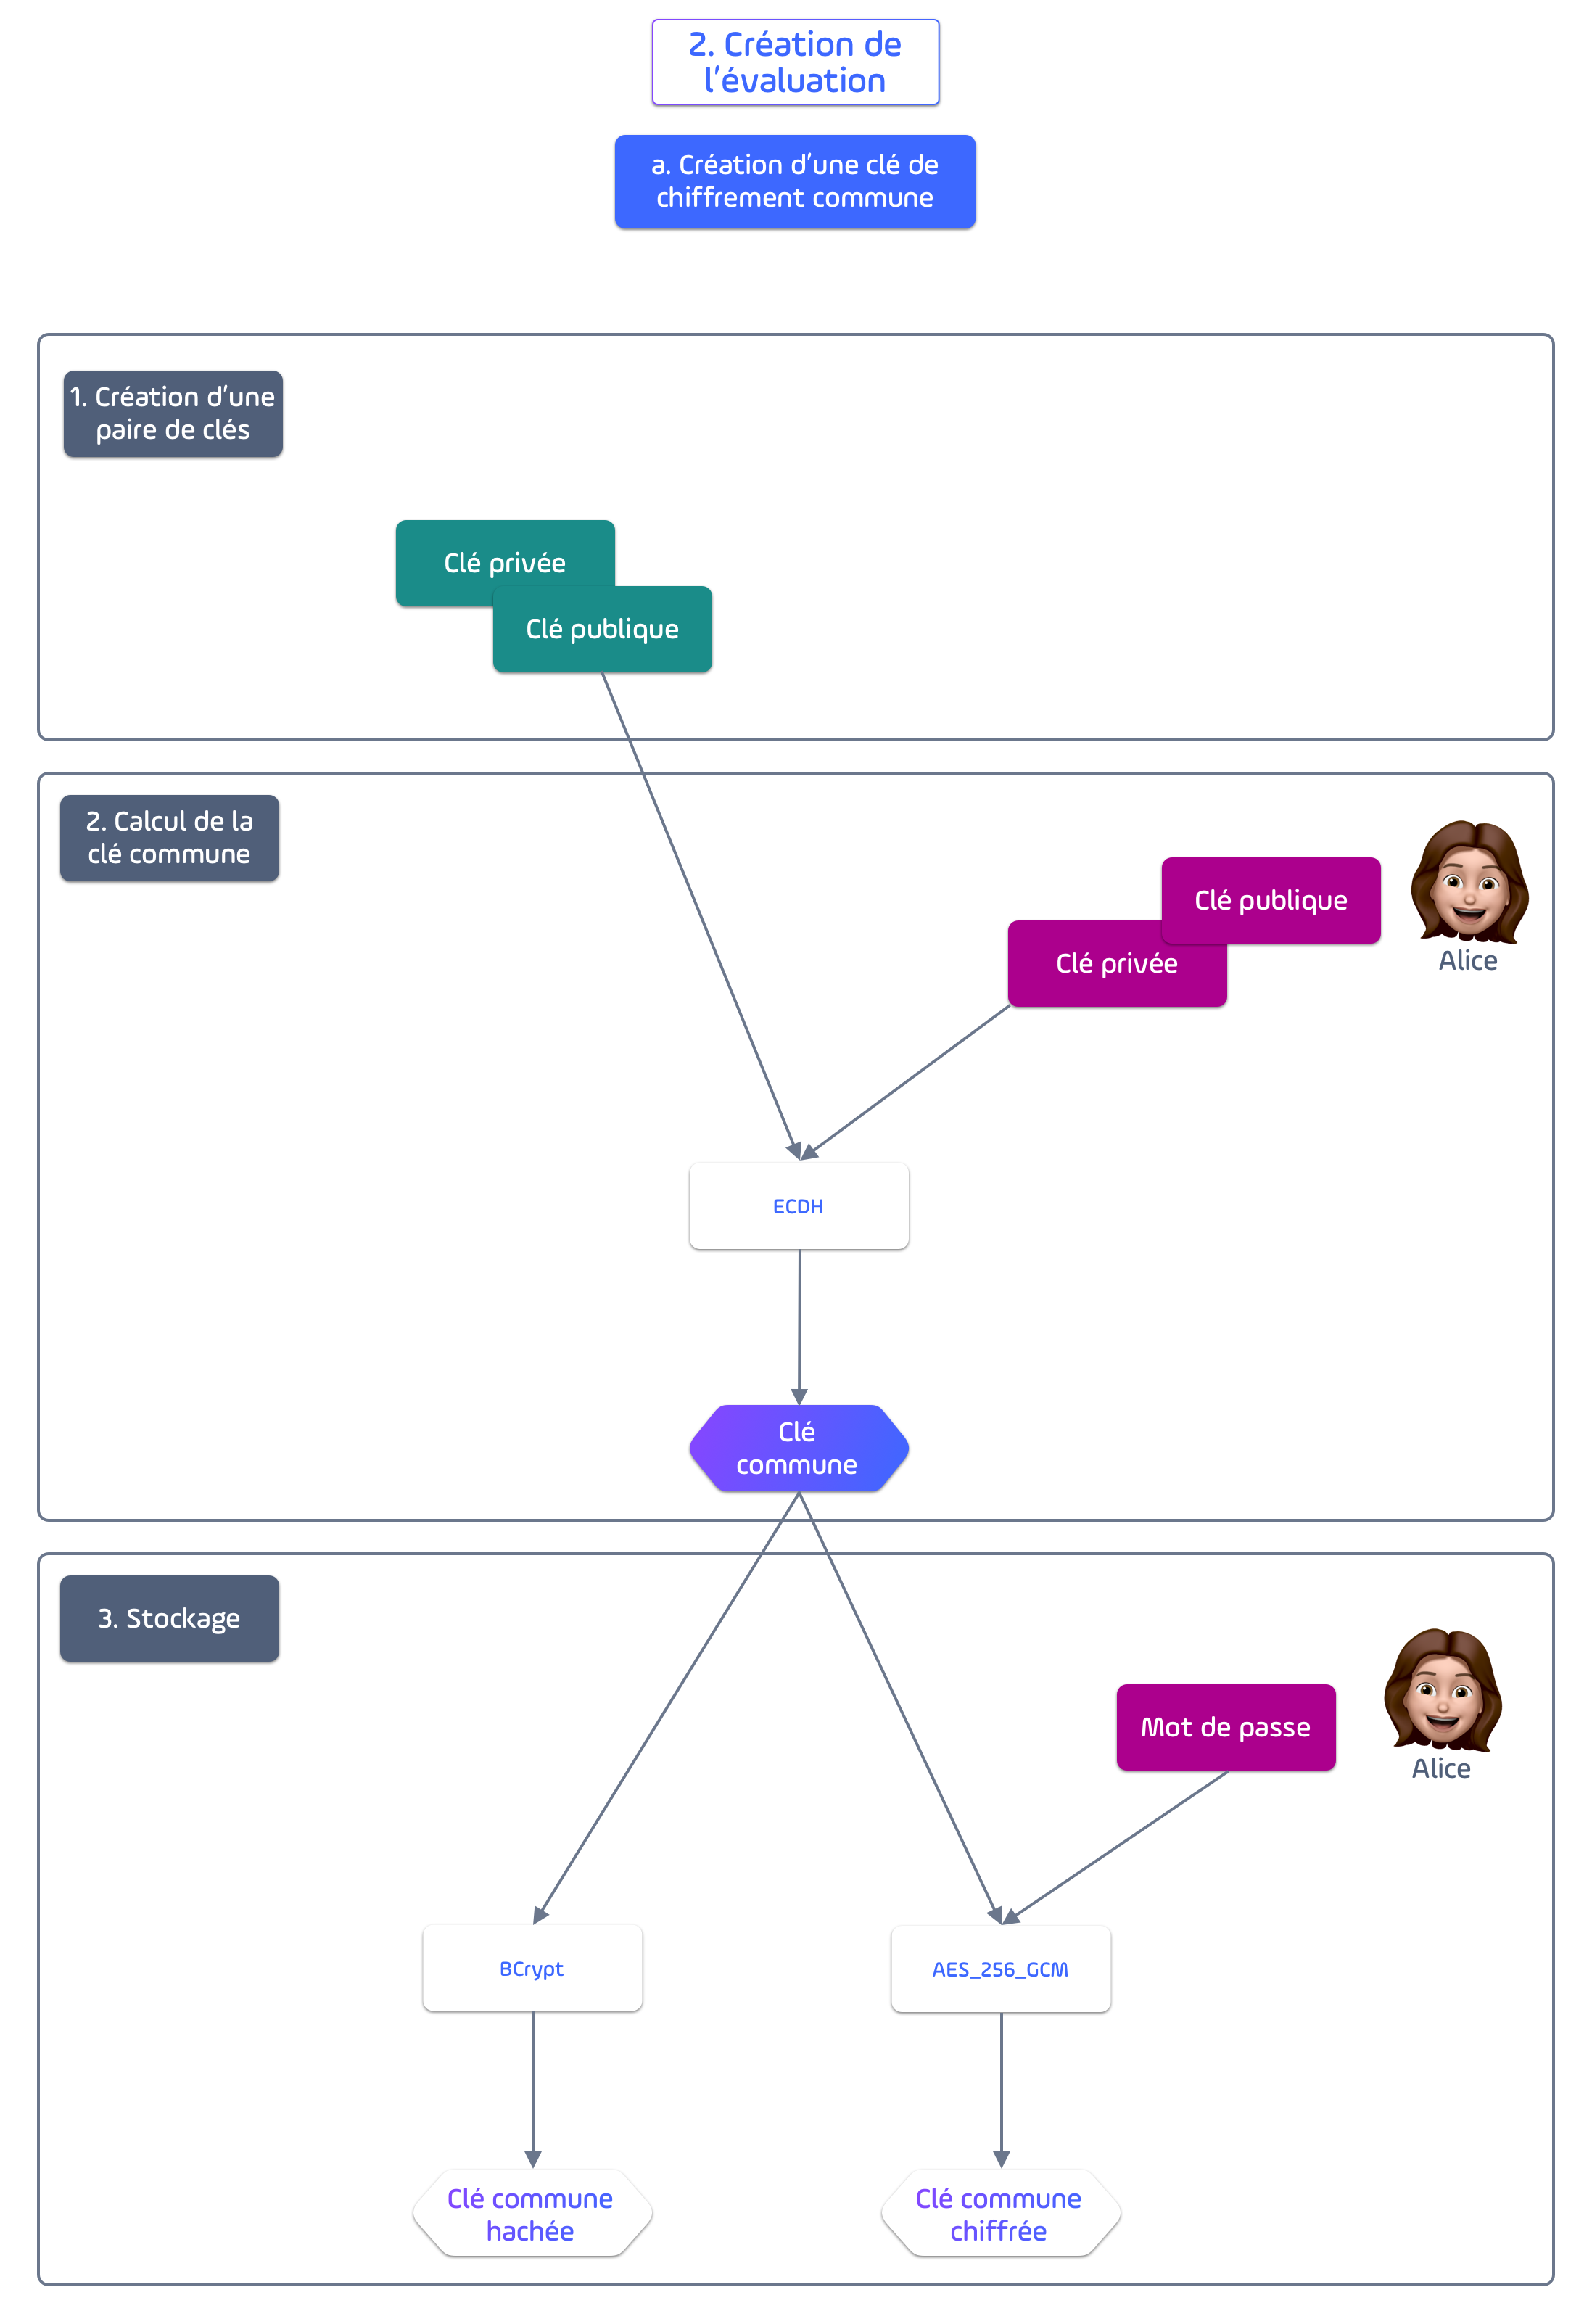 2. Création de
l'évaluation
a. Création d'une clé de
chiffrement commune
1. Création d'une
paire de clés
Clé privée
Clé publique
2. Calcul de la
clé commune
Clé publique
Clé privée
Alice
ECDH
Clé
commune
3. Stockage
Mot de passe
Alice
BCrypt
AES_256_GCM
Clé commune
hachée
Clé commune
chiffrée